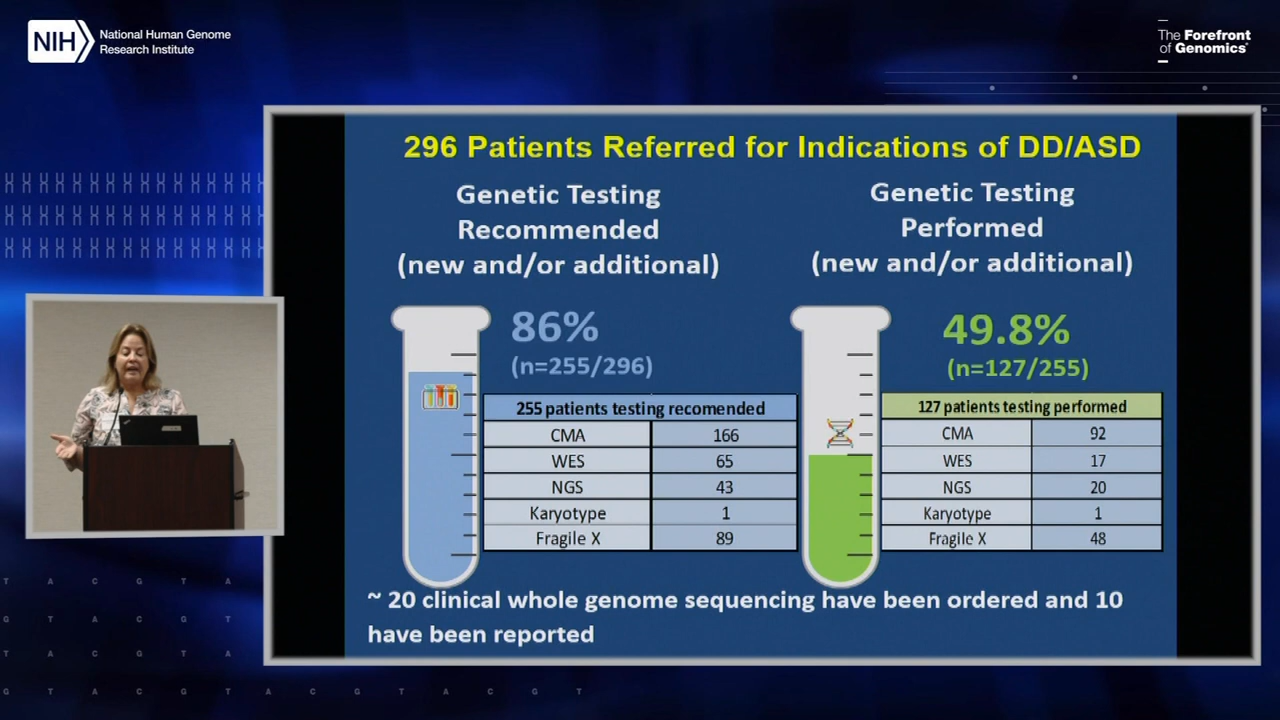 NIH
National Human Genome
Research Institute
The Forefront
of Genomics®
296 Patients Referred for Indications of DD/ASD
Genetic Testing
Recommended
(new and/or additional)
86%
(n=255/296)
255 patients testing recomended
CMA 166
WES 65
NGS 43
Karyotype 1
Fragile X 89
Genetic Testing
Performed
(new and/or additional)
49.8%
(n=127/255)
127 patients testing performed
CMA 92
WES 17
NGS 20
Karyotype 1
Fragile X 48
~ 20 clinical whole genome sequencing have been ordered and 10
have been reported
T A C G T A
G T A C G T A
T A C G T A
G T A C G T A C G T A C G T